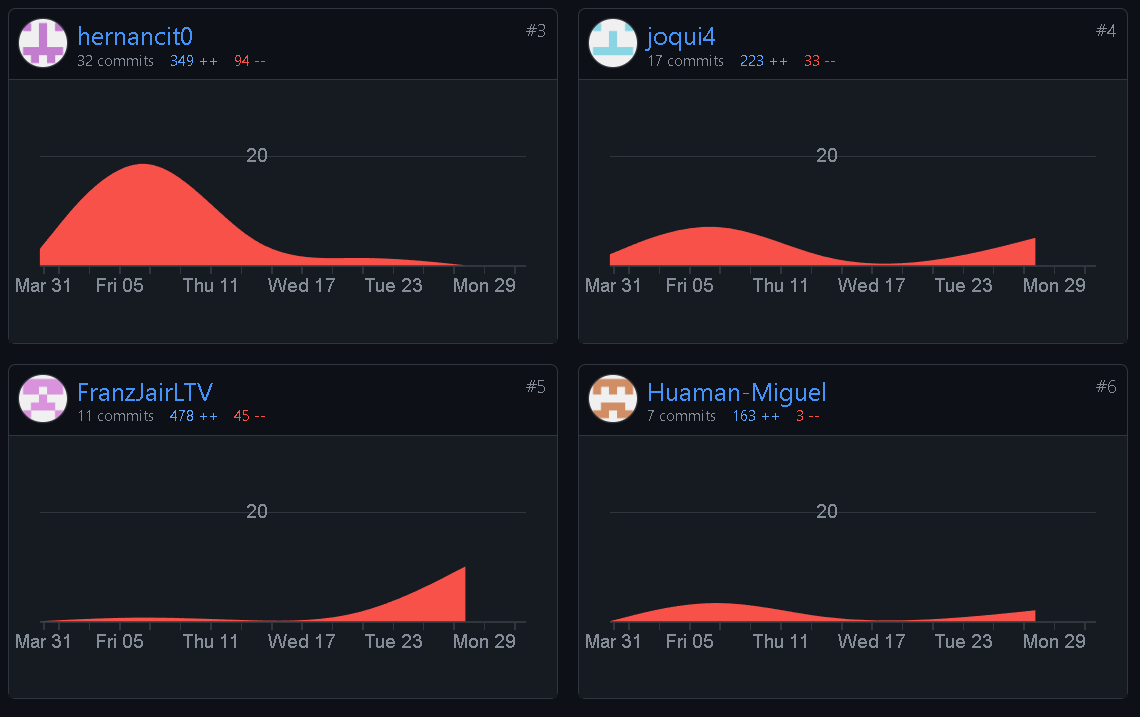 hernancit0 #3
32 commits 349 ++ 94 --
20
Mar 31 Fri 05 Thu 11 Wed 17 Tue 23 Mon 29
joqui4 #4
17 commits 223 ++ 33 --
20
Mar 31 Fri 05 Thu 11 Wed 17 Tue 23 Mon 29
FranzJairLTV #5
11 commits 478 ++ 45 --
20
Mar 31 Fri 05 Thu 11 Wed 17 Tue 23 Mon 29
Huaman-Miguel #6
7 commits 163 ++ 3 --
20
Mar 31 Fri 05 Thu 11 Wed 17 Tue 23 Mon 29